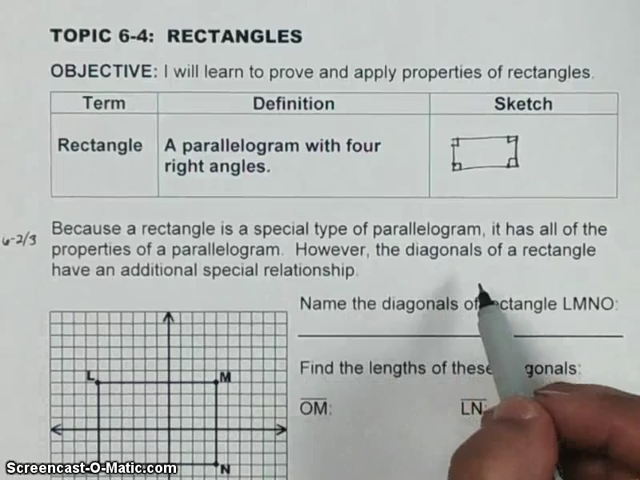 TOPIC 6-4: RECTANGLES
OBJECTIVE: I will learn to prove and apply properties of rectangles.
Term Definition Sketch
Rectangle A parallelogram with four
right angles.
Because a rectangle is a special type of parallelogram, it has all of the
6-2/3 properties of a parallelogram. However, the diagonals of a rectangle
have an additional special relationship.
Name the diagonals of rectangle LMNO:
Find the lengths of these diagonals:
L M
OM: LN:
N
Screencast-O-Matic.com